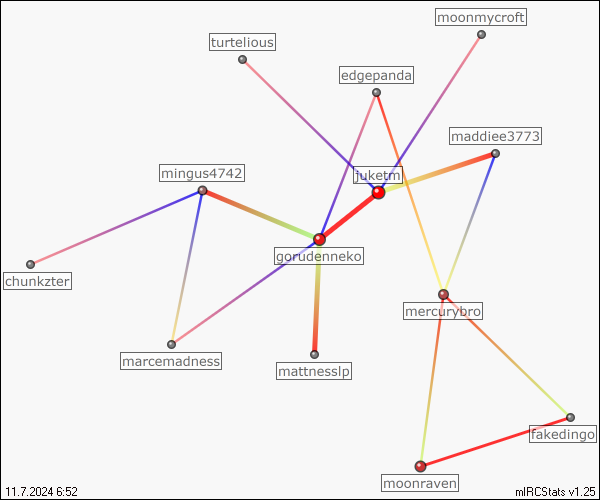 moonmycroft
turtelious
edgepanda
maddiee3773
mingus4742
juketm
gorudenneko
chunkzter
mercurybro
marcemadness
mattnesslp
fakedingo
moonraven
11.7.2024 6:52
mIRCStats v1.25